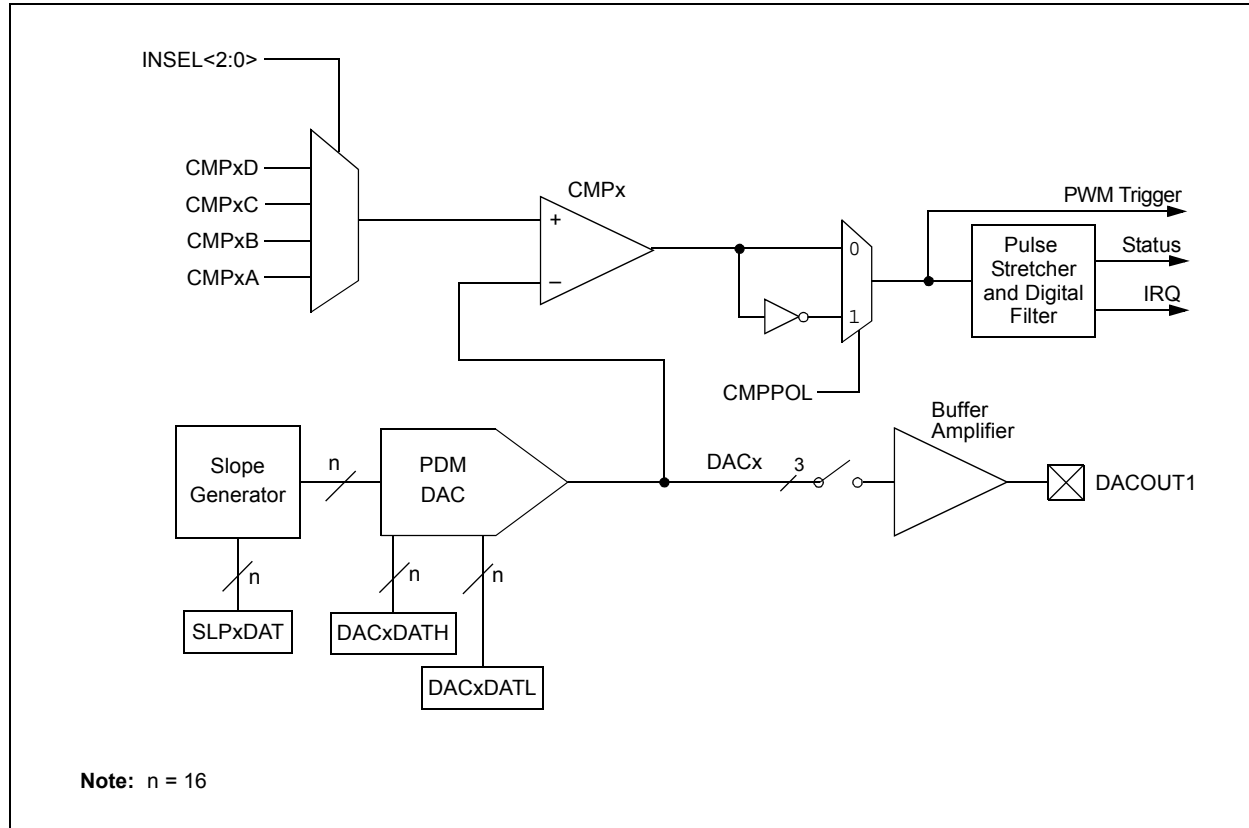 INSEL<2:0>
CMPxD
CMPxC
CMPxB
CMPxA
CMPx
+
–
0
1
CMPPOL
PWM Trigger
Pulse
Stretcher
and Digital
Filter
Status
IRQ
Slope
Generator
n
PDM
DAC
DACx
3
Buffer
Amplifier
DACOUT1
n
n
n
SLPxDAT
DACxDATH
DACxDATL
Note: n = 16